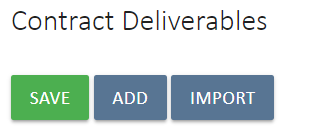 Contract Deliverables
SAVE ADD IMPORT